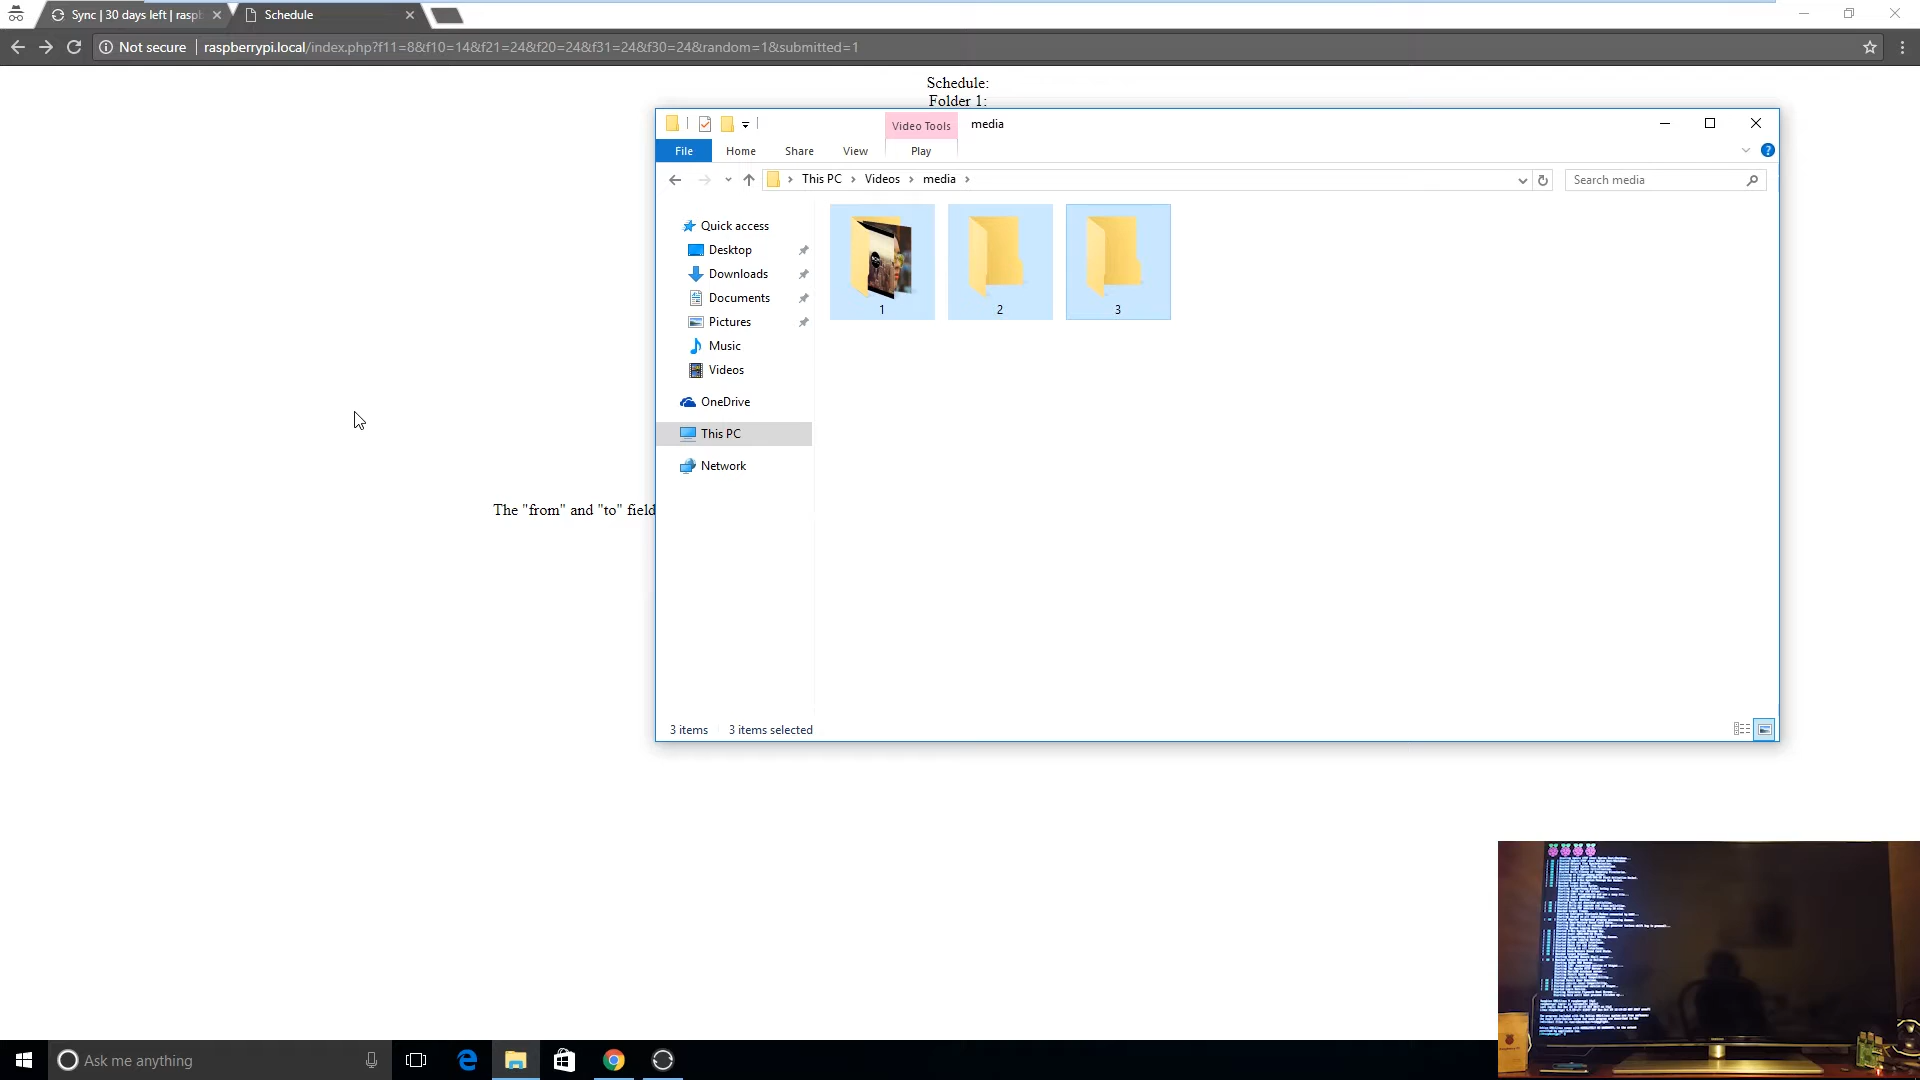 Sync | 30 days left | rasp
Schedule
Not secure
raspberrypi.local/index.php?f11=8&f10=14&f21=24&f20=24&f31=24&f30=24&random=1&submitted=1
Schedule:
Folder 1:
Video Tools
media
File
Home
Share
View
Play
This PC
Videos
media
Search media
Quick access
Desktop
Downloads
Documents
Pictures
Music
Videos
OneDrive
This PC
Network
1
2
3
The "from" and "to" field
3 items
3 items selected
Ask me anything